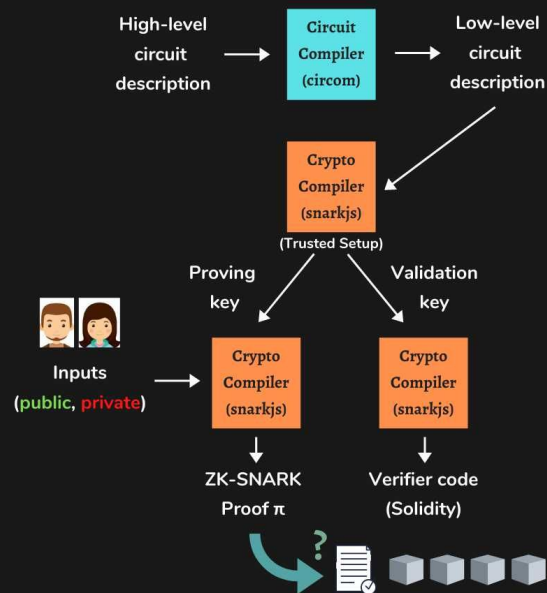 High-level
circuit
description
Circuit
Compiler
(circom)
Low-level
circuit
description
Crypto
Compiler
(snarkjs)
(Trusted Setup)
Proving
key
Validation
key
Inputs
(public, private)
Crypto
Compiler
(snarkjs)
Crypto
Compiler
(snarkjs)
ZK-SNARK
Proof π
Verifier code
(Solidity)
?